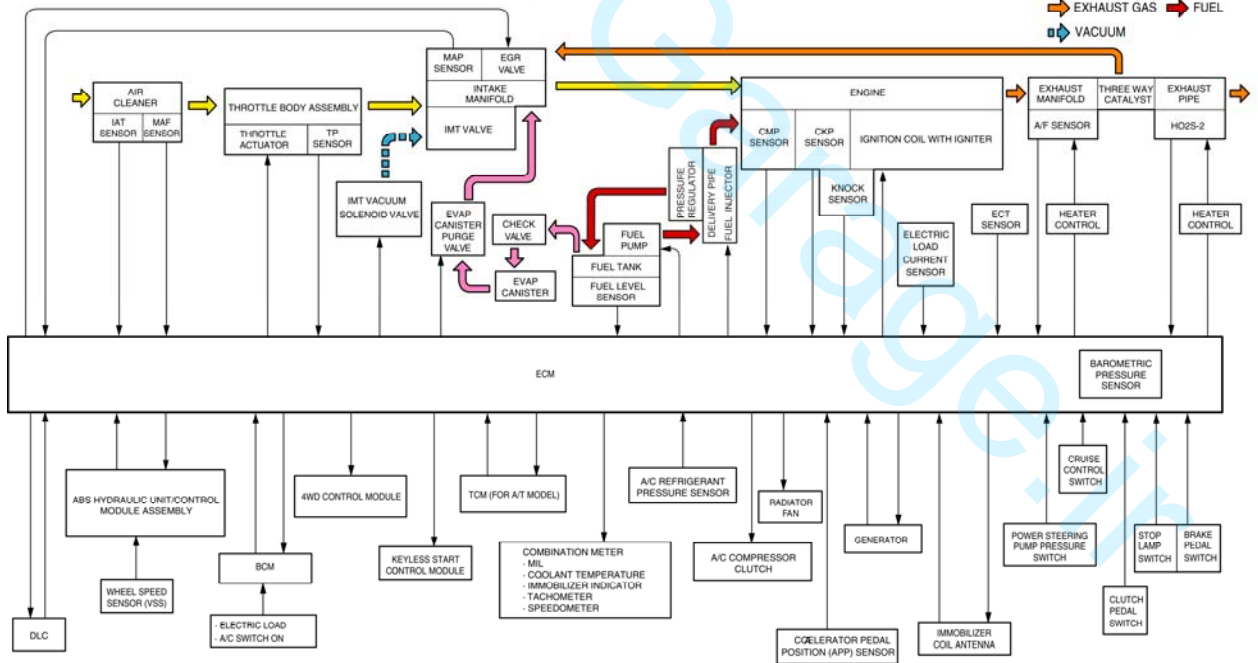 EXHAUST GAS
FUEL
VACUUM
MAP
SENSOR
EGR
VALVE
INTAKE
MANIFOLD
IMT VALVE
AIR
CLEANER
IAT
SENSOR
MAF
SENSOR
THROTTLE BODY ASSEMBLY
THROTTLE
ACTUATOR
TP
SENSOR
ENGINE
CMP
SENSOR
CKP
SENSOR
IGNITION COIL WITH IGNITER
KNOCK
SENSOR
EXHAUST
MANIFOLD
THREE WAY
CATALYST
EXHAUST
PIPE
A/F SENSOR
HO2S-2
IMT VACUUM
SOLENOID VALVE
EVAP
CANISTER
PURGE
VALVE
CHECK
VALVE
EVAP
CANISTER
FUEL
PUMP
FUEL TANK
FUEL LEVEL
SENSOR
PRESSURE
REGULATOR
DELIVERY PIPE
FUEL INJECTOR
ELECTRIC
LOAD
CURRENT
SENSOR
ECT
SENSOR
HEATER
CONTROL
HEATER
CONTROL
ECM
BAROMETRIC
PRESSURE
SENSOR
ABS HYDRAULIC UNIT/CONTROL
MODULE ASSEMBLY
WHEEL SPEED
SENSOR (VSS)
DLC
BCM
- ELECTRIC LOAD
- A/C SWITCH ON
4WD CONTROL MODULE
KEYLESS START
CONTROL MODULE
TCM (FOR A/T MODEL)
COMBINATION METER
- MIL
- COOLANT TEMPERATURE
- IMMOBILIZER INDICATOR
- TACHOMETER
- SPEEDOMETER
A/C REFRIGERANT
PRESSURE SENSOR
A/C COMPRESSOR
CLUTCH
RADIATOR
FAN
CCELERATOR PEDAL
POSITION (APP) SENSOR
GENERATOR
IMMOBILIZER
COIL ANTENNA
POWER STEERING
PUMP PRESSURE
SWITCH
CRUISE
CONTROL
SWITCH
CLUTCH
PEDAL
SWITCH
STOP
LAMP
SWITCH
BRAKE
PEDAL
SWITCH
Garage.ir